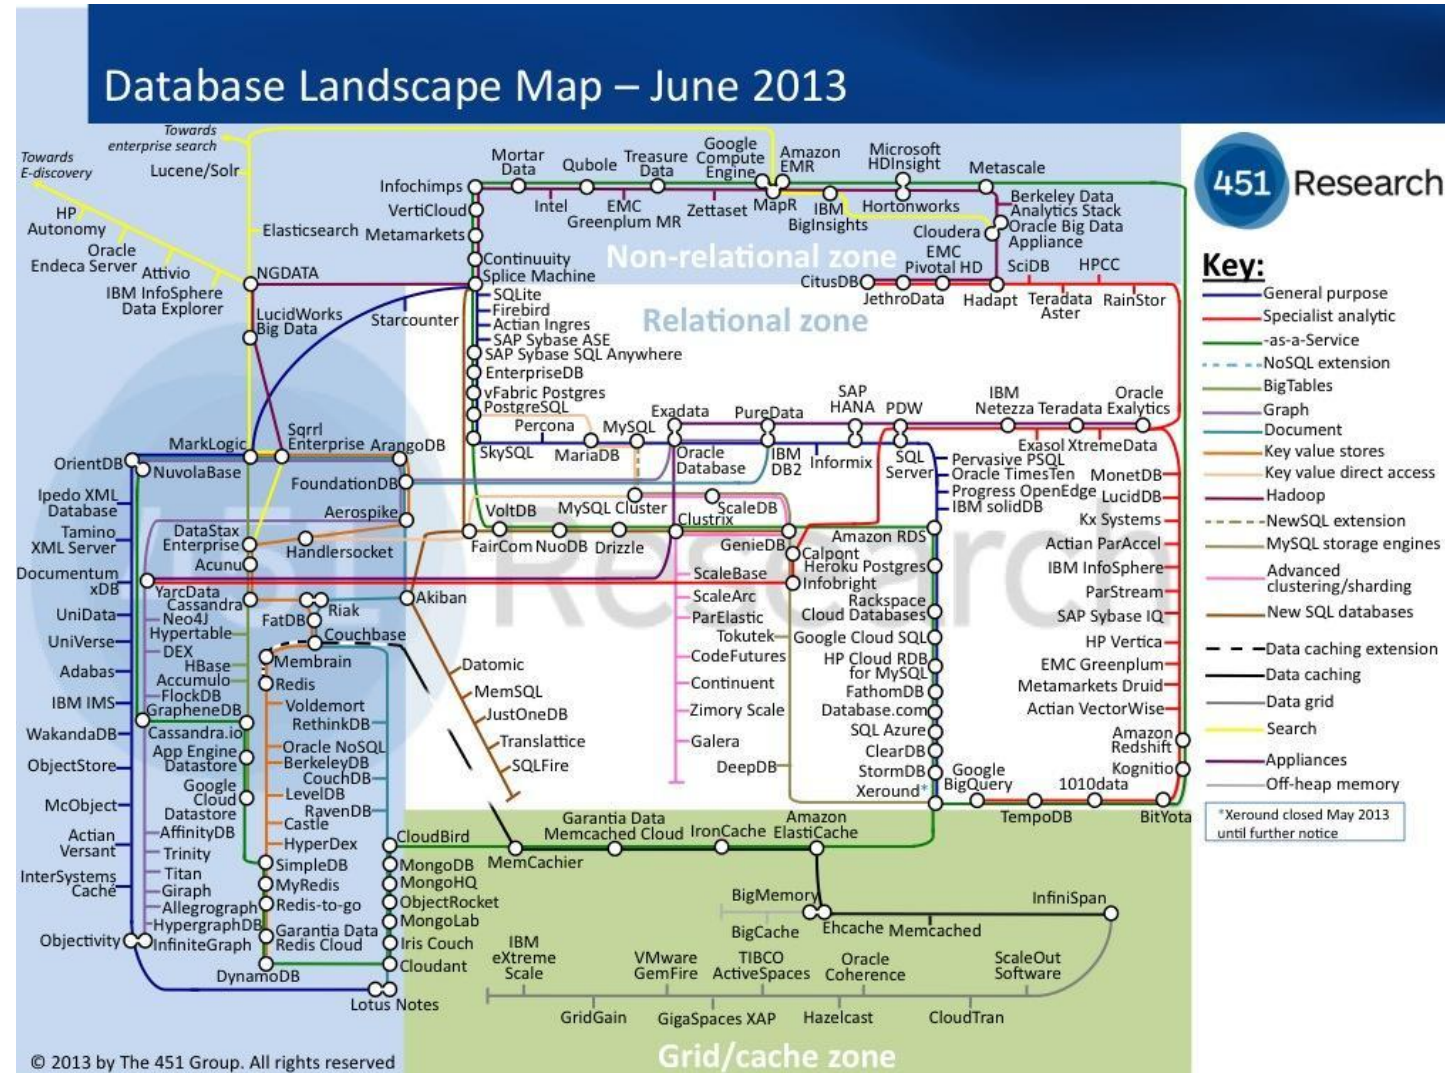 Database Landscape Map – June 2013
Towards
enterprise search
Towards
E-discovery
Lucene/Solr
HP
Autonomy
Oracle
Endeca Server
Attivio
IBM InfoSphere
Data Explorer
Elasticsearch
NGDATA
LucidWorks
Big Data
Starcounter
Infochimps
VertiCloud
Metamarkets
Continuuity
Splice Machine
Mortar
Data
Qubole
Treasure
Data
Google
Compute
Engine
Amazon
EMR
Microsoft
HDInsight
Metascale
Intel
EMC
Greenplum MR
Zettaset
MapR
IBM
BigInsights
Hortonworks
Berkeley Data
Analytics Stack
Oracle Big Data
Appliance
Cloudera
Non-relational zone
EMC
Pivotal HD
SciDB
HPCC
CitusDB
JethroData
Hadapt
Teradata
Aster
RainStor
Relational zone
SQLite
Firebird
Actian Ingres
SAP Sybase ASE
SAP Sybase SQL Anywhere
EnterpriseDB
vFabric Postgres
PostgreSQL
Percona
MySQL
SkySQL
MariaDB
Exadata
PureData
SAP
HANA
PDW
IBM
Netezza
Teradata
Oracle
Exalytics
Oracle
Database
IBM
DB2
Informix
SQL
Server
Exasol
XtremeData
Pervasive PSQL
Oracle TimesTen
Progress OpenEdge
IBM solidDB
MonetDB
LucidDB
Kx Systems
Actian ParAccel
IBM InfoSphere
ParStream
SAP Sybase IQ
HP Vertica
EMC Greenplum
Metamarkets Druid
Actian VectorWise
Amazon
Redshift
Kognitio
MarkLogic
Sqrrl
Enterprise
ArangoDB
OrientDB
NuvolaBase
FoundationDB
Ipedo XML
Database
Aerospike
Tamino
XML Server
DataStax
Enterprise
Handlersocket
Acunu
Documentum
xDB
YarcData
Cassandra
Neo4J
Hypertable
DEX
HBase
Accumulo
FlockDB
GrapheneDB
Cassandra.io
UniData
UniVerse
Adabas
IBM IMS
WakandaDB
ObjectStore
McObject
Actian
Versant
InterSystems
Caché
Objectivity
App Engine
Datastore
Google
Cloud
Datastore
AffinityDB
Trinity
Titan
Giraph
Allegrograph
HypergraphDB
InfiniteGraph
FatDB
Riak
Couchbase
Akiban
Membrain
Redis
Voldemort
RethinkDB
Oracle NoSQL
BerkeleyDB
CouchDB
LevelDB
RavenDB
Castle
HyperDex
SimpleDB
MyRedis
Redis-to-go
Garantia Data
Redis Cloud
DynamoDB
CloudBird
MongoDB
MongoHQ
ObjectRocket
MongoLab
Iris Couch
Cloudant
Lotus Notes
VoltDB
MySQL Cluster
ScaleDB
FairCom
NuoDB
Drizzle
Clustrix
GenieDB
Calpont
Infobright
ScaleBase
ScaleArc
ParElastic
Tokutek
CodeFutures
Continuent
Zimory Scale
Galera
DeepDB
Datomic
MemSQL
JustOneDB
Translattice
SQLFire
Amazon RDS
Heroku Postgres
Rackspace
Cloud Databases
Google Cloud SQL
HP Cloud RDB
for MySQL
FathomDB
Database.com
SQL Azure
ClearDB
StormDB
Xeround*
Google
BigQuery
TempoDB
1010data
BitYota
MemCachier
Garantia Data
Memcached Cloud
IronCache
Amazon
ElastiCache
BigMemory
BigCache
Ehcache
Memcached
InfiniSpan
IBM
eXtreme
Scale
VMware
GemFire
TIBCO
ActiveSpaces
Oracle
Coherence
ScaleOut
Software
GridGain
GigaSpaces XAP
Hazelcast
CloudTran
Grid/cache zone
451 Research
451 Research
Key:
General purpose
Specialist analytic
-as-a-Service
NoSQL extension
BigTables
Graph
Document
Key value stores
Key value direct access
Hadoop
NewSQL extension
MySQL storage engines
Advanced
clustering/sharding
New SQL databases
Data caching extension
Data caching
Data grid
Search
Appliances
Off-heap memory
*Xeround closed May 2013
until further notice
© 2013 by The 451 Group. All rights reserved